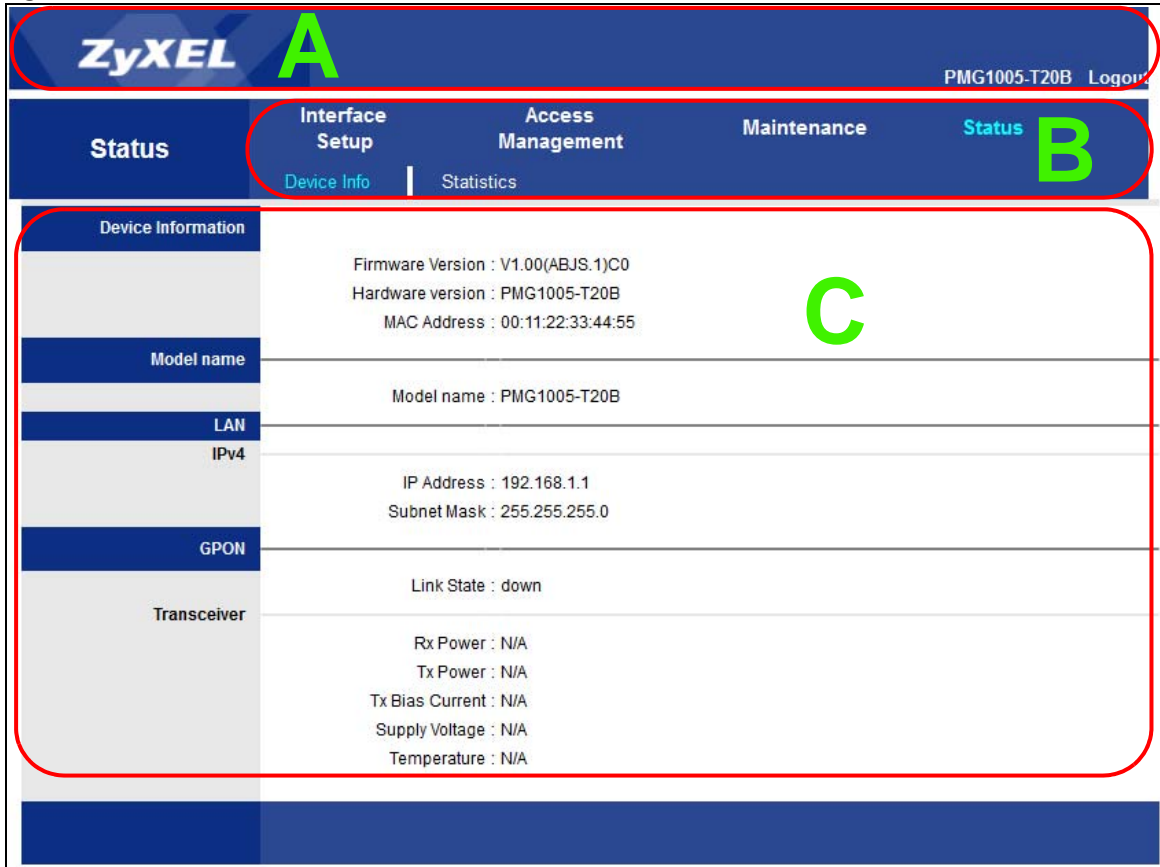 ZyXEL
A
PMG1005-T20B Logout
Status
Interface Setup
Access Management
Maintenance
Status
B
Device Info
Statistics
Device Information
Firmware Version : V1.00(ABJS.1)C0
Hardware version : PMG1005-T20B
C
MAC Address : 00:11:22:33:44:55
Model name
Model name : PMG1005-T20B
LAN
IPv4
IP Address : 192.168.1.1
Subnet Mask : 255.255.255.0
GPON
Link State : down
Transceiver
Rx Power : N/A
Tx Power : N/A
Tx Bias Current : N/A
Supply Voltage : N/A
Temperature : N/A